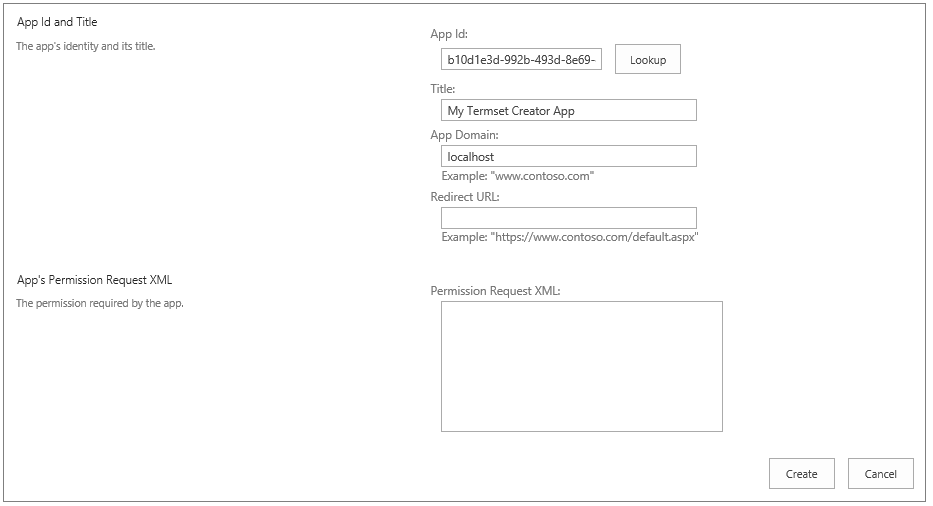 App Id and Title
The app's identity and its title.
App Id:
b10d1e3d-992b-493d-8e69-
Lookup
Title:
My Termset Creator App
App Domain:
localhost
Example: "www.contoso.com"
Redirect URL:
Example: "https://www.contoso.com/default.aspx"
App's Permission Request XML
The permission required by the app.
Permission Request XML:
Create
Cancel